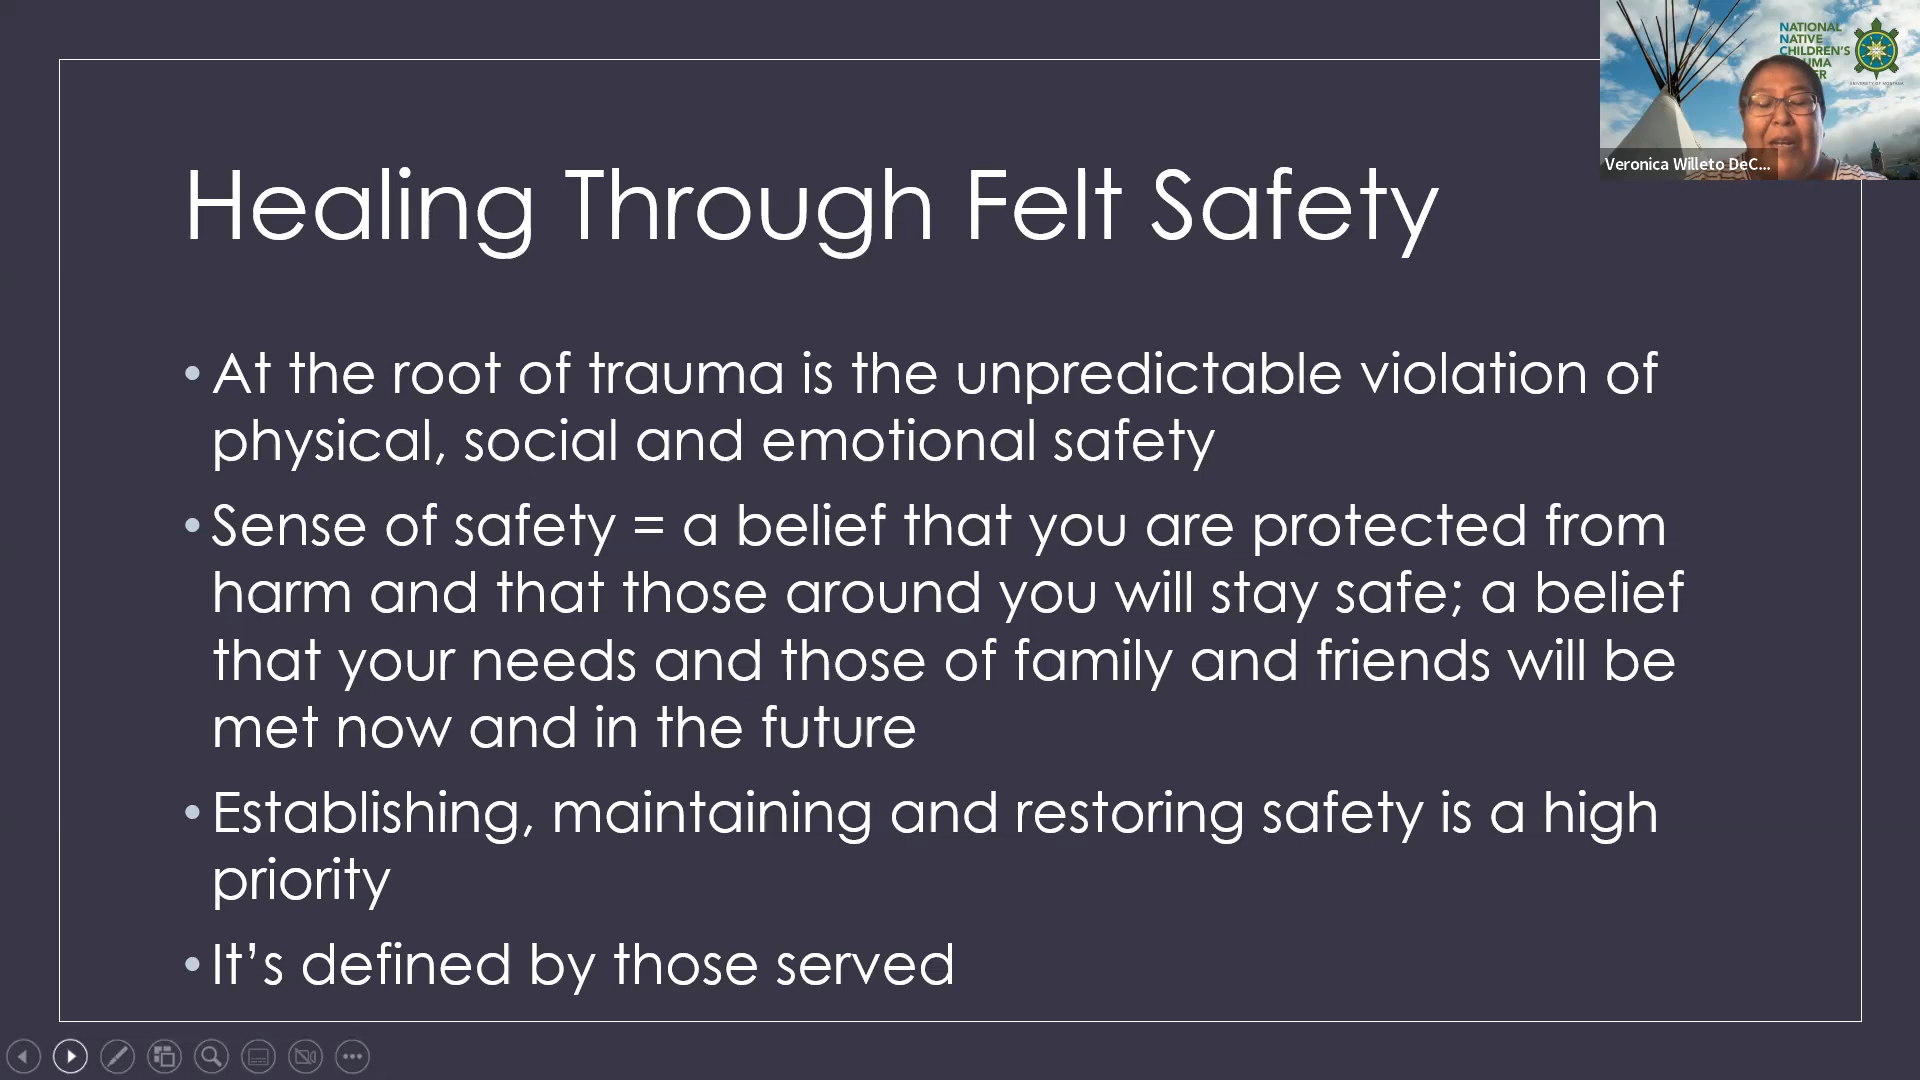 Healing Through Felt Safety
• At the root of trauma is the unpredictable violation of
physical, social and emotional safety
• Sense of safety = a belief that you are protected from
harm and that those around you will stay safe; a belief
that your needs and those of family and friends will be
met now and in the future
• Establishing, maintaining and restoring safety is a high
priority
• It’s defined by those served
NATIONAL
NATIVE
CHILDREN'S
Veronica Willeto DeC...